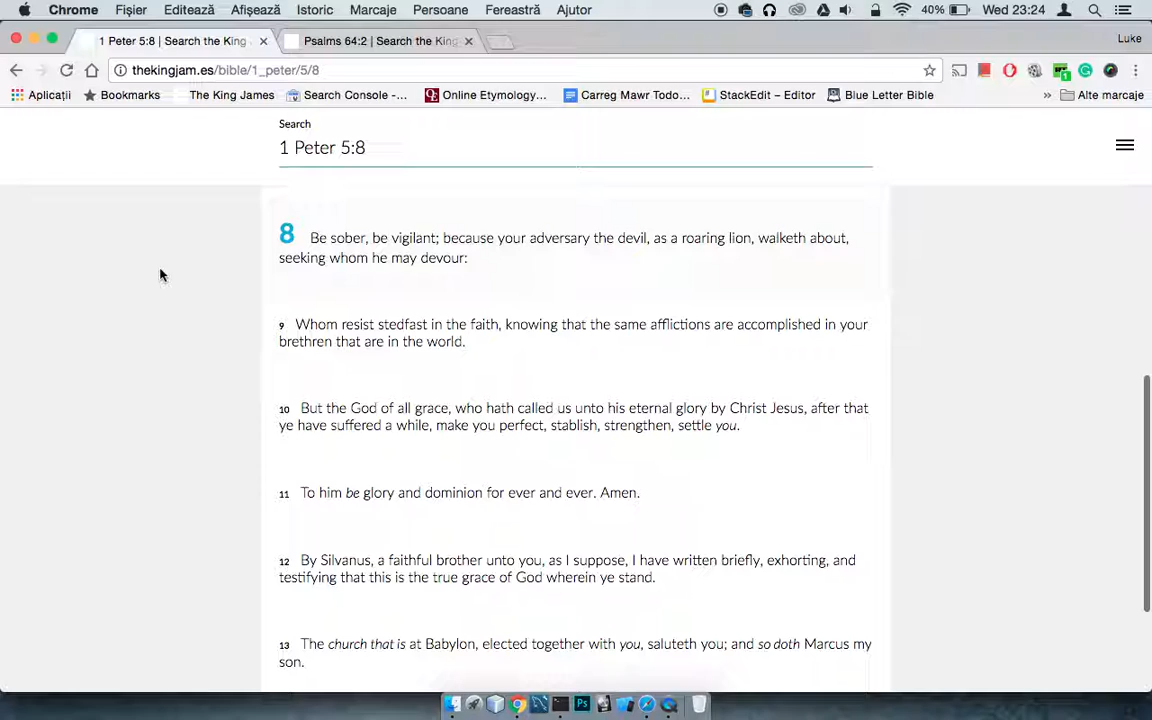 Chrome Fișier Editează Afișează Istoric Marcaje Persoane Fereastră Ajutor 40% Wed 23:24
1 Peter 5:8 | Search the King Psalms 64:2 | Search the King Luke
thekingjam.es/bible/1_peter/5/8
Aplicații Bookmarks The King James Search Console -... Online Etymology... Carreg Mawr Todo... StackEdit – Editor Blue Letter Bible » Alte marcaje
Search
1 Peter 5:8
8 Be sober, be vigilant; because your adversary the devil, as a roaring lion, walketh about,
seeking whom he may devour:
9 Whom resist stedfast in the faith, knowing that the same afflictions are accomplished in your
brethren that are in the world.
10 But the God of all grace, who hath called us unto his eternal glory by Christ Jesus, after that
ye have suffered a while, make you perfect, stablish, strengthen, settle you.
11 To him be glory and dominion for ever and ever. Amen.
12 By Silvanus, a faithful brother unto you, as I suppose, I have written briefly, exhorting, and
testifying that this is the true grace of God wherein ye stand.
13 The church that is at Babylon, elected together with you, saluteth you; and so doth Marcus my
son.
Ps